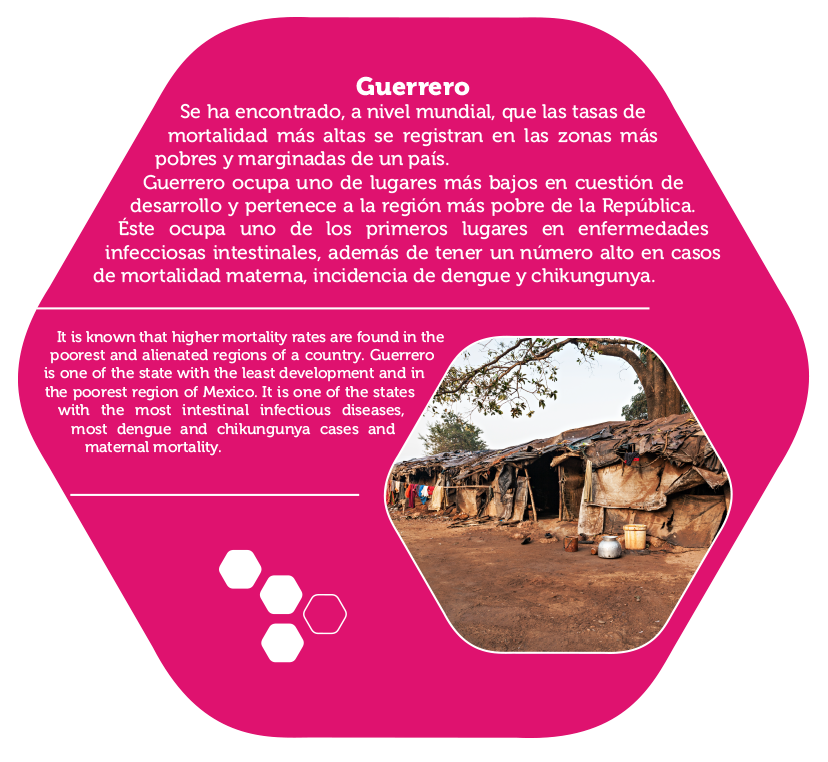 Guerrero
Se ha encontrado, a nivel mundial, que las tasas de
mortalidad más altas se registran en las zonas más
pobres y marginadas de un país.
Guerrero ocupa uno de lugares más bajos en cuestión de
desarrollo y pertenece a la región más pobre de la República.
Éste ocupa uno de los primeros lugares en enfermedades
infecciosas intestinales, además de tener un número alto en casos
de mortalidad materna, incidencia de dengue y chikungunya.
It is known that higher mortality rates are found in the
poorest and alienated regions of a country. Guerrero
is one of the state with the least development and in
the poorest region of Mexico. It is one of the states
with the most intestinal infectious diseases,
most dengue and chikungunya cases and
maternal mortality.